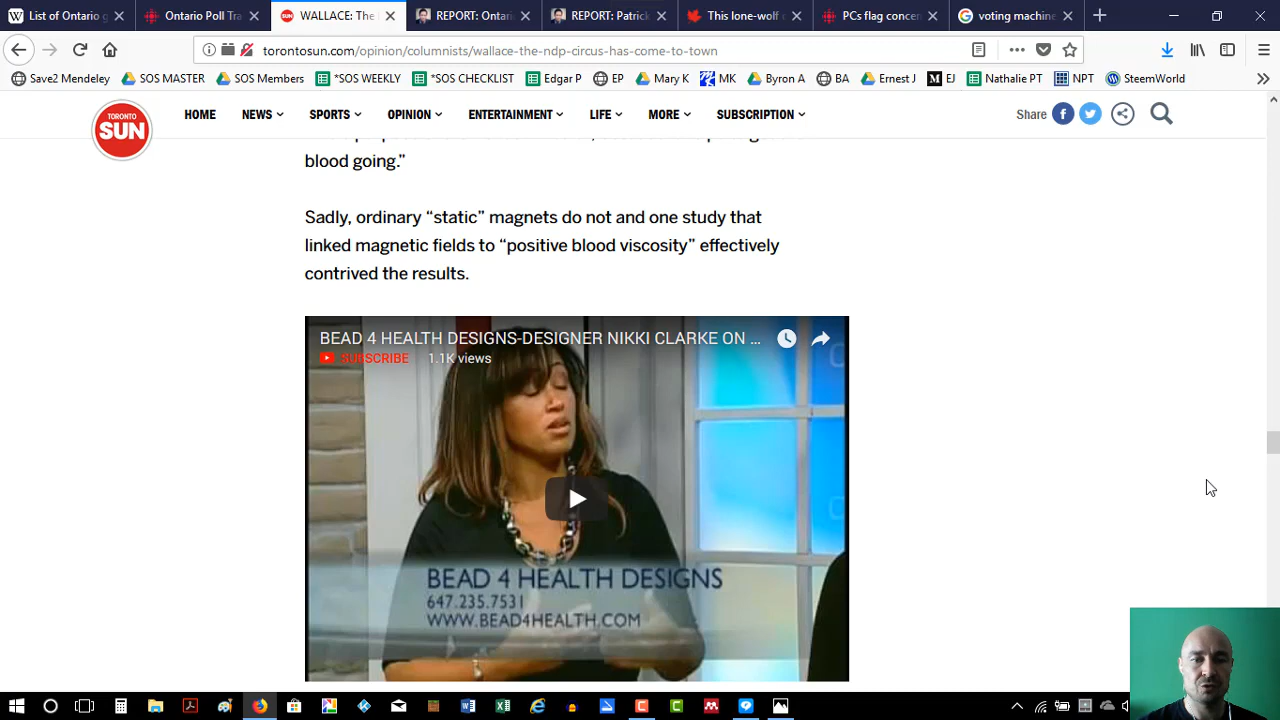 List of Ontario g
Ontario Poll Tra
WALLACE: The
REPORT: Ontari
REPORT: Patrick
This lone-wolf c
PCs flag concer
voting machine
torontosun.com/opinion/columnists/wallace-the-ndp-circus-has-come-to-town
Save2 Mendeley
SOS MASTER
SOS Members
*SOS WEEKLY
*SOS CHECKLIST
Edgar P
EP
Mary K
MK
Byron A
BA
Ernest J
EJ
Nathalie PT
NPT
SteemWorld
TORONTO
SUN
HOME
NEWS
SPORTS
OPINION
ENTERTAINMENT
LIFE
MORE
SUBSCRIPTION
Share
blood going.”
Sadly, ordinary “static” magnets do not and one study that
linked magnetic fields to “positive blood viscosity” effectively
contrived the results.
BEAD 4 HEALTH DESIGNS-DESIGNER NIKKI CLARKE ON ...
SUBSCRIBE 1.1K views
BEAD 4 HEALTH DESIGNS
647.235.7531
WWW.BEAD4HEALTH.COM